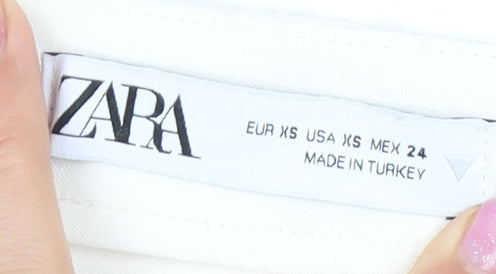 ZARA
EUR XS USA XS MEX 24
MADE IN TURKEY